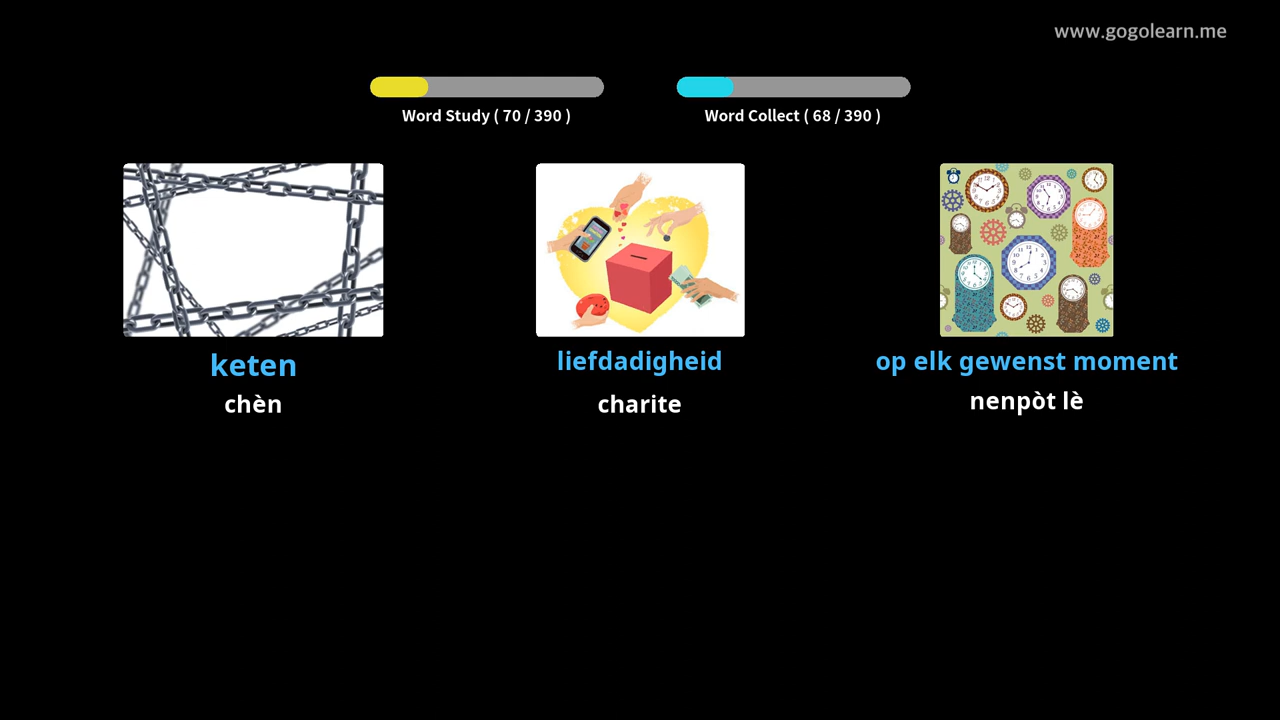 www.gogolearn.me
Word Study ( 70 / 390 )
Word Collect ( 68 / 390 )
keten
chèn
liefdadigheid
charite
op elk gewenst moment
nenpòt lè